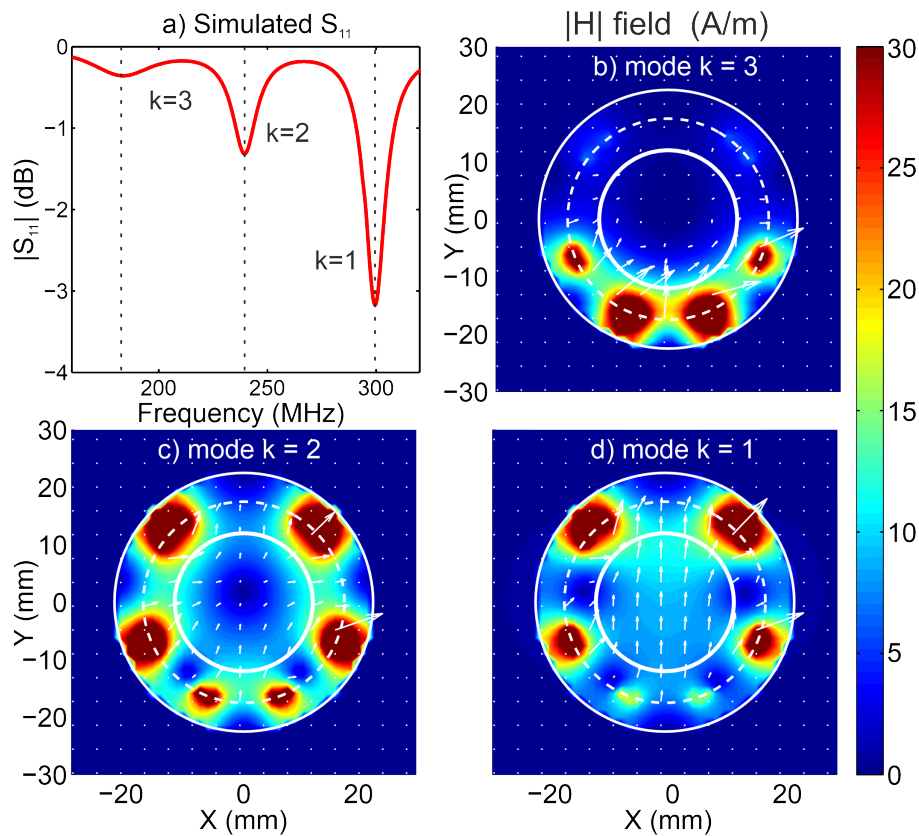 a) Simulated S₁₁
|S₁₁| (dB)
0
−1
−2
−3
−4
k=3
k=2
k=1
200
250
300
Frequency (MHz)
|H| field (A/m)
b) mode k = 3
Y (mm)
30
20
10
0
−10
−20
−30
30
25
20
15
10
5
0
c) mode k = 2
Y (mm)
30
20
10
0
−10
−20
−30
−20
0
20
X (mm)
d) mode k = 1
−20
0
20
X (mm)